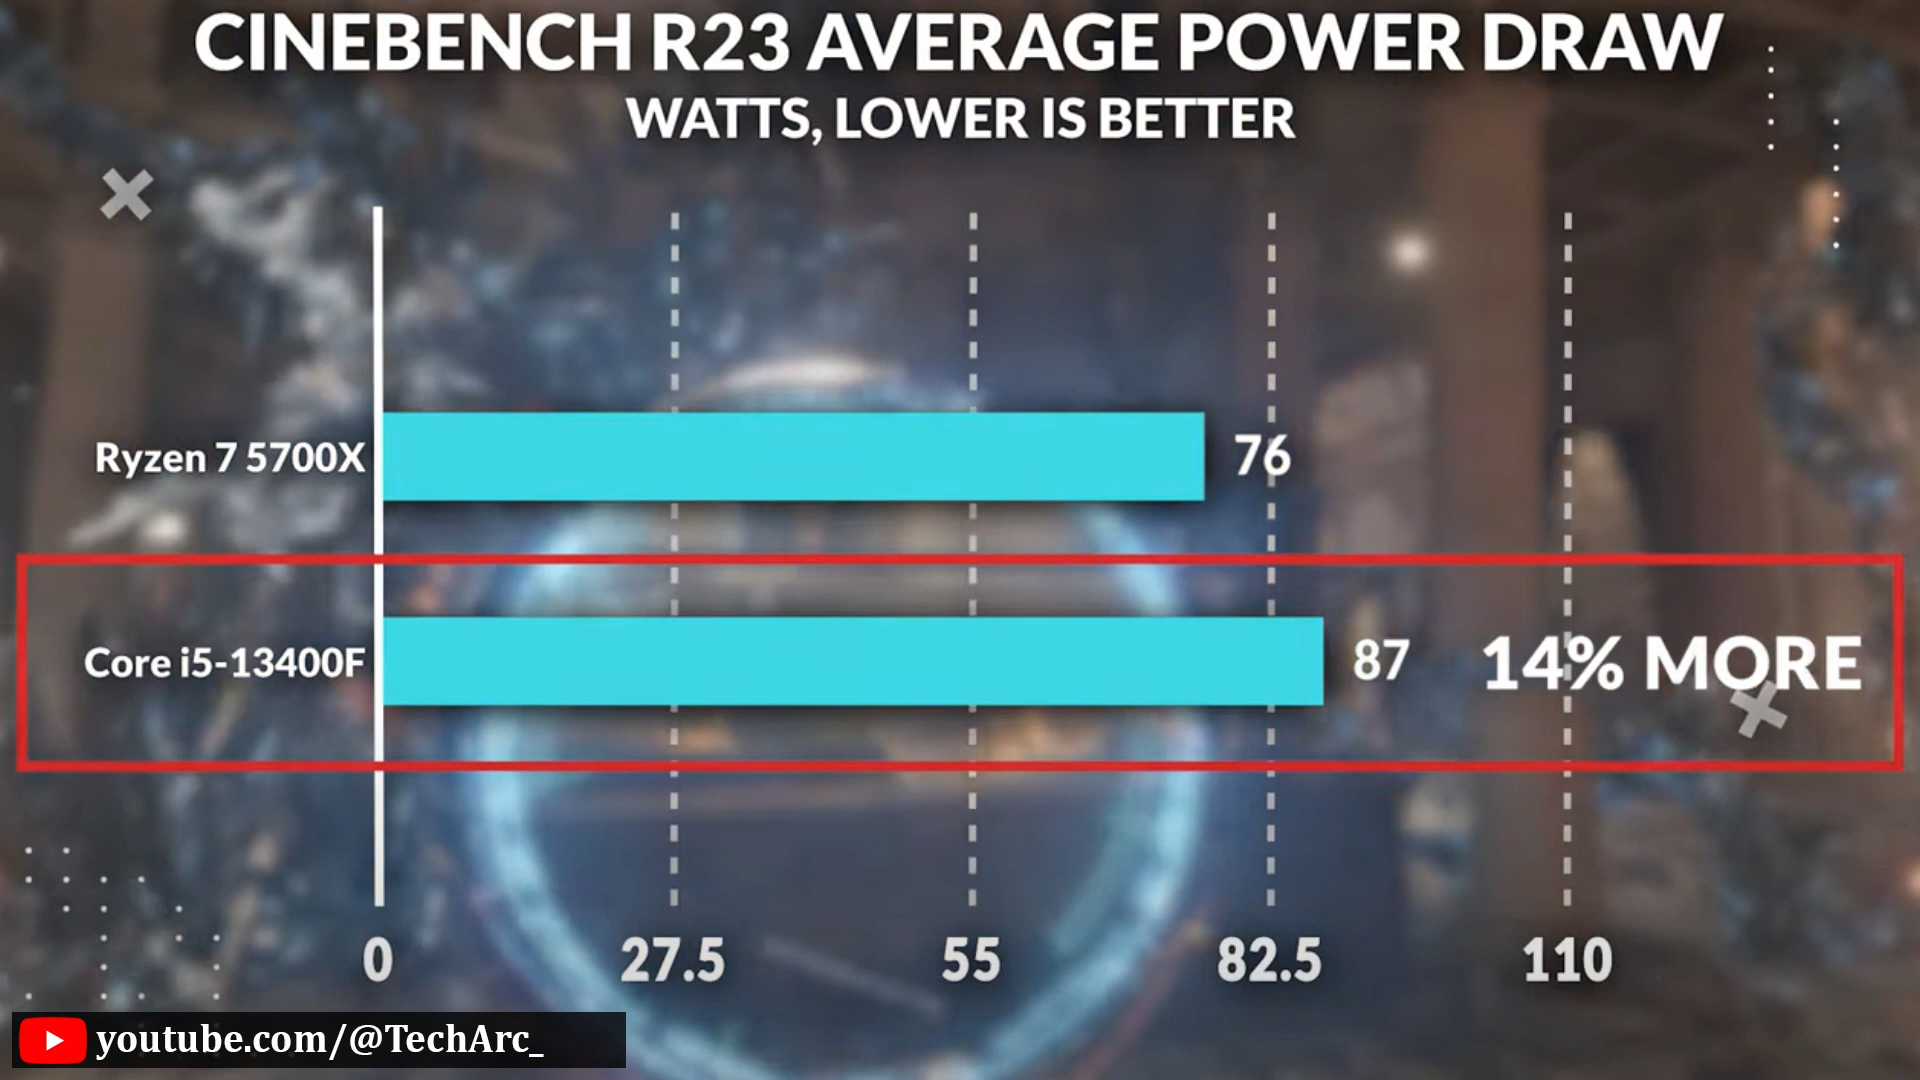 CINEBENCH R23 AVERAGE POWER DRAW
WATTS, LOWER IS BETTER
Ryzen 7 5700X 76
Core i5-13400F 87 14% MORE
0 27.5 55 82.5 110
youtube.com/@TechArc_